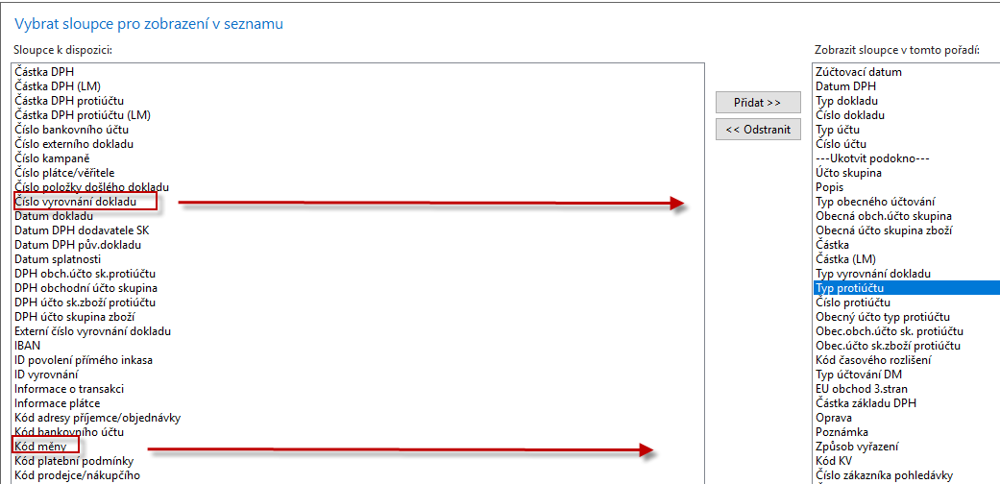 Vybrat sloupce pro zobrazení v seznamu
Sloupce k dispozici:
Částka DPH
Částka DPH (LM)
Částka DPH protiúčtu
Částka DPH protiúčtu (LM)
Číslo bankovního účtu
Číslo externího dokladu
Číslo kampaně
Číslo plátce/věřitele
Číslo položky došlého dokladu
Číslo vyrovnání dokladu
Datum dokladu
Datum DPH dodavatele SK
Datum DPH pův.dokladu
Datum splatnosti
DPH obch.účto sk.protiúčtu
DPH obchodní účto skupina
DPH účto sk.zboží protiúčtu
DPH účto skupina zboží
Externí číslo vyrovnání dokladu
IBAN
ID povolení přímého inkasa
ID vyrovnání
Informace o transakci
Informace plátce
Kód adresy příjemce/objednávky
Kód bankovního účtu
Kód měny
Kód platební podmínky
Kód prodejce/nákupčího
Přidat >>
<< Odstranit
Zobrazit sloupce v tomto pořadí:
Zúčtovací datum
Datum DPH
Typ dokladu
Číslo dokladu
Typ účtu
Číslo účtu
---Ukotvit podokno---
Účto skupina
Popis
Typ obecného účtování
Obecná obch.účto skupina
Obecná účto skupina zboží
Částka
Částka (LM)
Typ vyrovnání dokladu
Typ protiúčtu
Číslo protiúčtu
Obecný účto typ protiúčtu
Obec.obch.účto sk. protiúčtu
Obec.účto sk.zboží protiúčtu
Kód časového rozlišení
Typ účtování DM
EU obchod 3.stran
Částka základu DPH
Oprava
Poznámka
Způsob vyřazení
Kód KV
Číslo zákazníka pohledávky